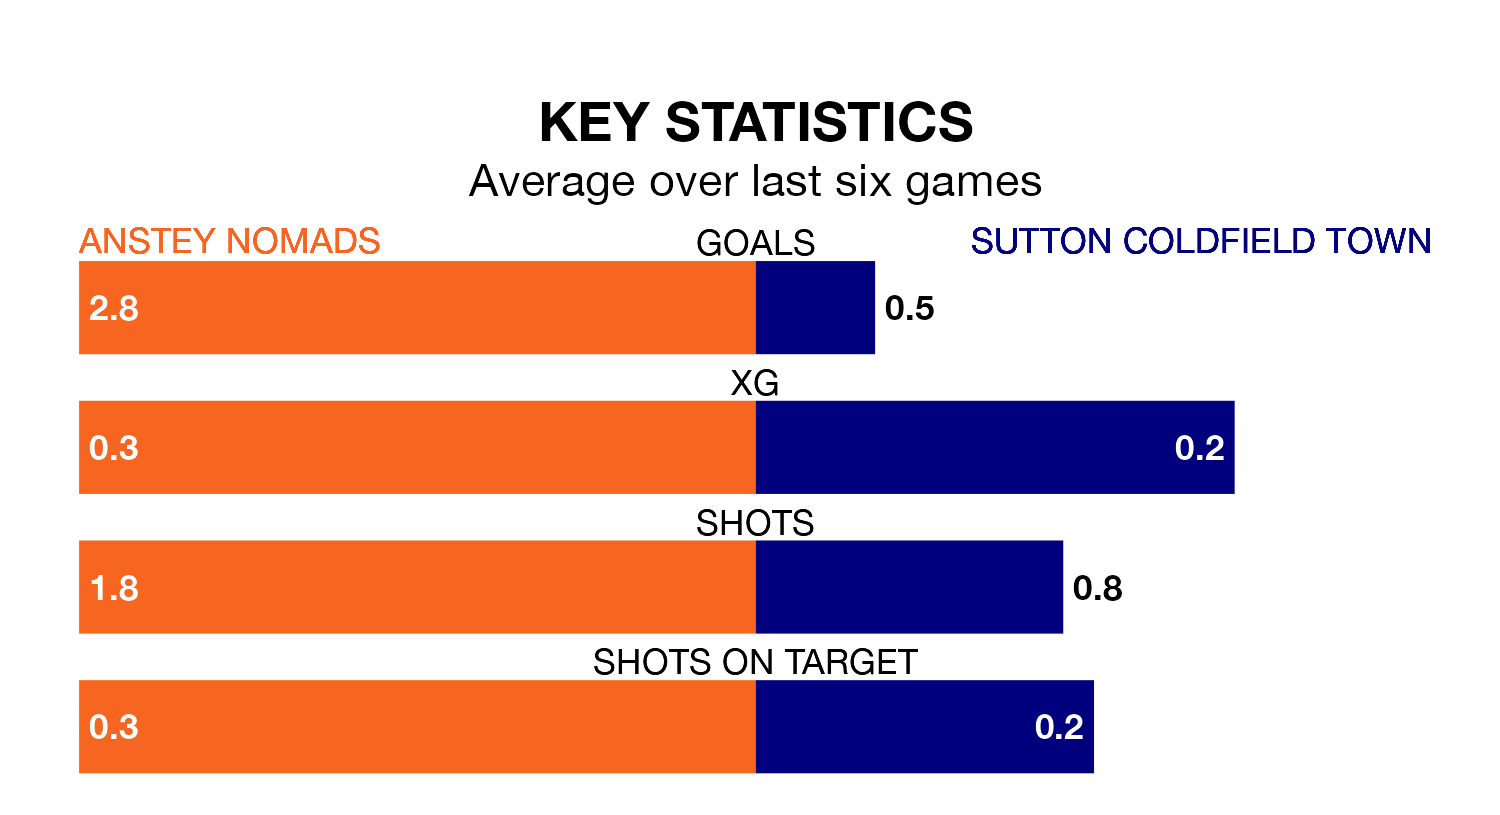 KEY STATISTICS
Average over last six games
ANSTEY NOMADS GOALS SUTTON COLDFIELD TOWN
2.8 0.5
XG
0.3 0.2
SHOTS
1.8 0.8
SHOTS ON TARGET
0.3 0.2